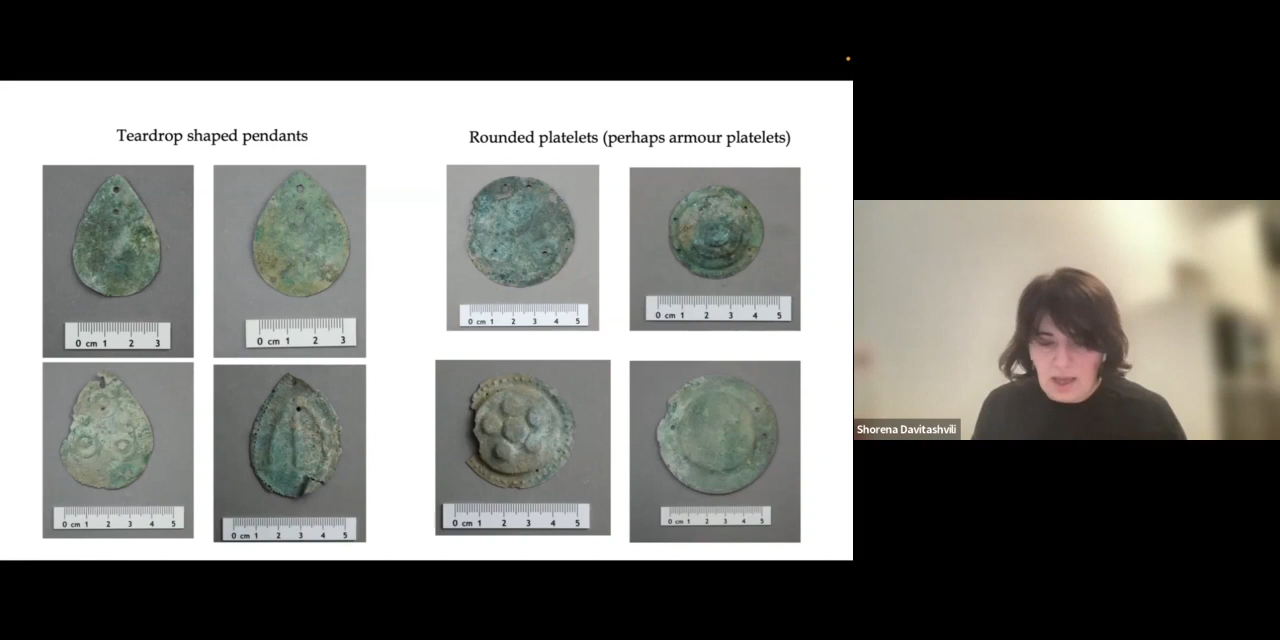 Teardrop shaped pendants
Rounded platelets (perhaps armour platelets)
0 cm 1 2 3
0 cm 1 2 3
0 cm 1 2 3 4 5
0 cm 1 2 3 4 5
0 cm 1 2 3 4 5
0 cm 1 2 3 4 5
0 cm 1 2 3 4 5
0 cm 1 2 3 4 5
Shorena Davitashvili